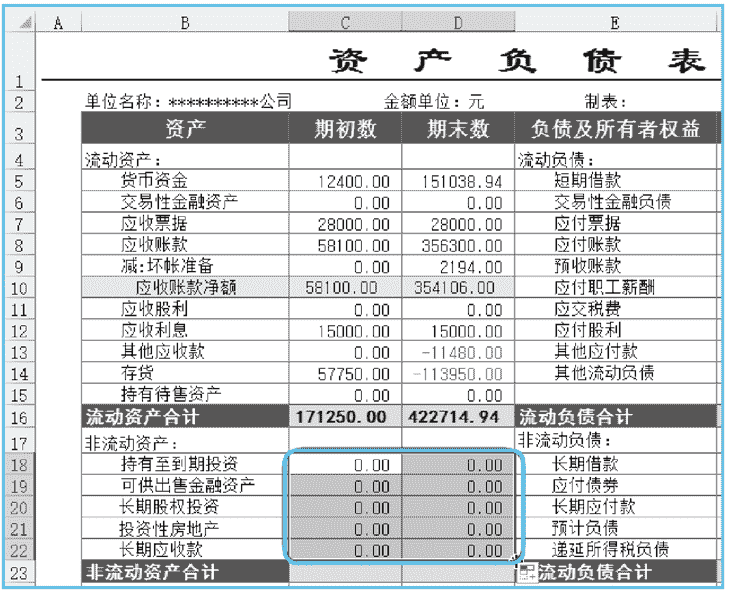 A B C D E
1 资 产 负 债 表
2 单位名称：**********公司 金额单位：元 制表：
3 资产 期初数 期末数 负债及所有者权益
4 流动资产： 流动负债：
5 货币资金 12400.00 151038.94 短期借款
6 交易性金融资产 0.00 0.00 交易性金融负债
7 应收票据 28000.00 28000.00 应付票据
8 应收账款 58100.00 356300.00 应付账款
9 减:坏帐准备 0.00 2194.00 预收账款
10 应收账款净额 58100.00 354106.00 应付职工薪酬
11 应收股利 0.00 0.00 应交税费
12 应收利息 15000.00 15000.00 应付股利
13 其他应收款 0.00 -11480.00 其他应付款
14 存货 57750.00 -113950.00 其他流动负债
15 持有待售资产 0.00 0.00
16 流动资产合计 171250.00 422714.94 流动负债合计
17 非流动资产： 非流动负债：
18 持有至到期投资 0.00 0.00 长期借款
19 可供出售金融资产 0.00 0.00 应付债券
20 长期股权投资 0.00 0.00 长期应付款
21 投资性房地产 0.00 0.00 预计负债
22 长期应收款 0.00 0.00 递延所得税负债
23 非流动资产合计 流动负债合计